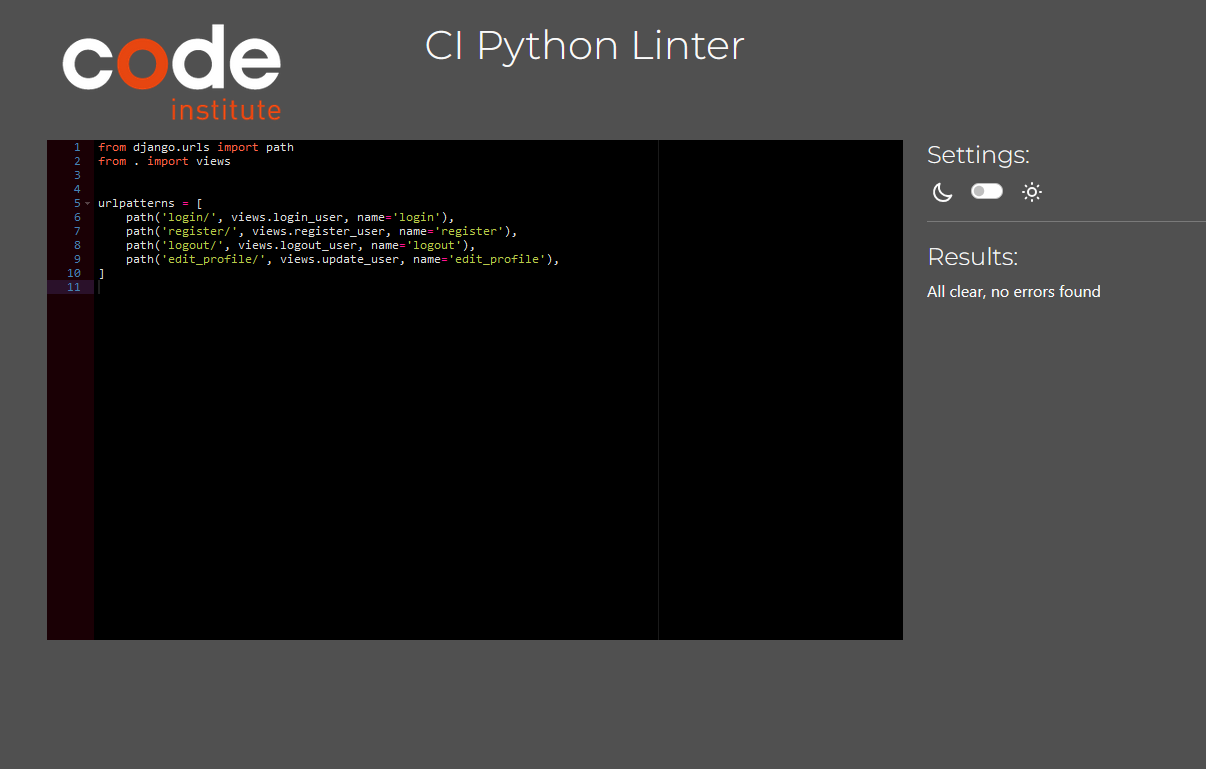 code
institute
CI Python Linter
1 from django.urls import path
2 from . import views
3
4
5 urlpatterns = [
6     path('login/', views.login_user, name='login'),
7     path('register/', views.register_user, name='register'),
8     path('logout/', views.logout_user, name='logout'),
9     path('edit_profile/', views.update_user, name='edit_profile'),
10 ]
11
Settings:
Results:
All clear, no errors found